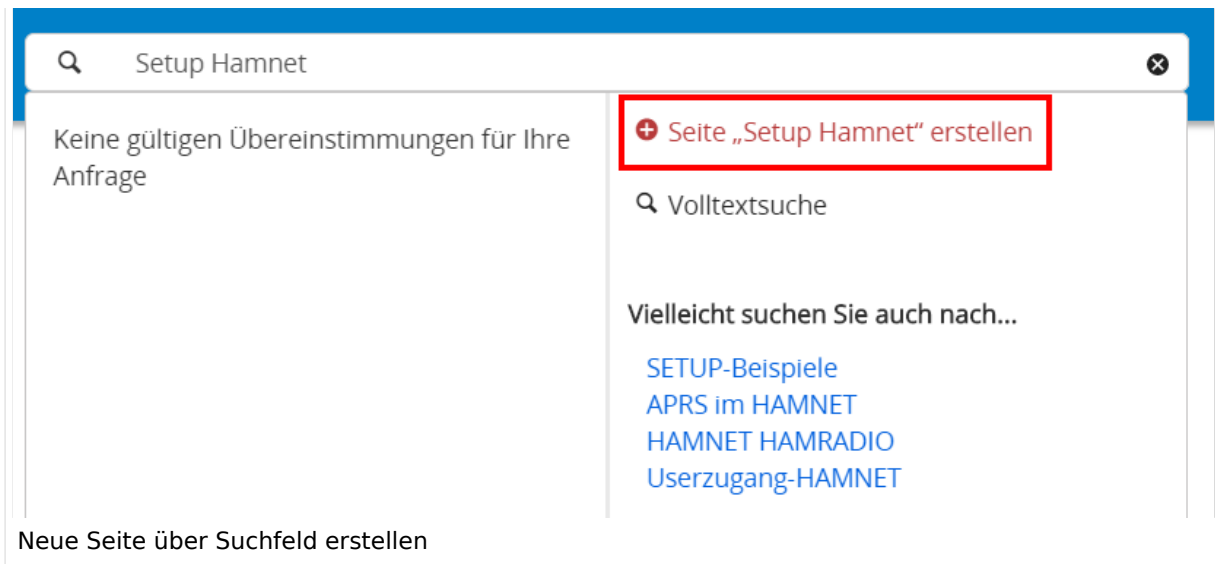 Setup Hamnet
Keine gültigen Übereinstimmungen für Ihre
Anfrage
Seite „Setup Hamnet“ erstellen
Volltextsuche
Vielleicht suchen Sie auch nach...
SETUP-Beispiele
APRS im HAMNET
HAMNET HAMRADIO
Userzugang-HAMNET
Neue Seite über Suchfeld erstellen